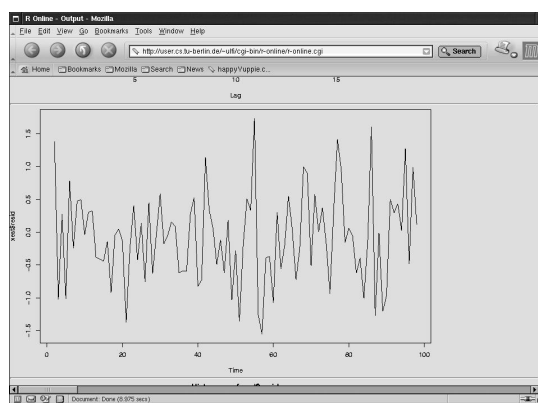 R Online - Output - Mozilla
File Edit View Go Bookmarks Tools Window Help
http://user.cs.tu-berlin.de/~ulfi/cgi-bin/r-online/r-online.cgi Search
Home Bookmarks Mozilla Search News happyYuppie.c...
5 10 15
Lag
1.5
1.0
0.5
0.0
-0.5
-1.0
-1.5
0 20 40 60 80 100
Time
Document: Done (8.875 secs)